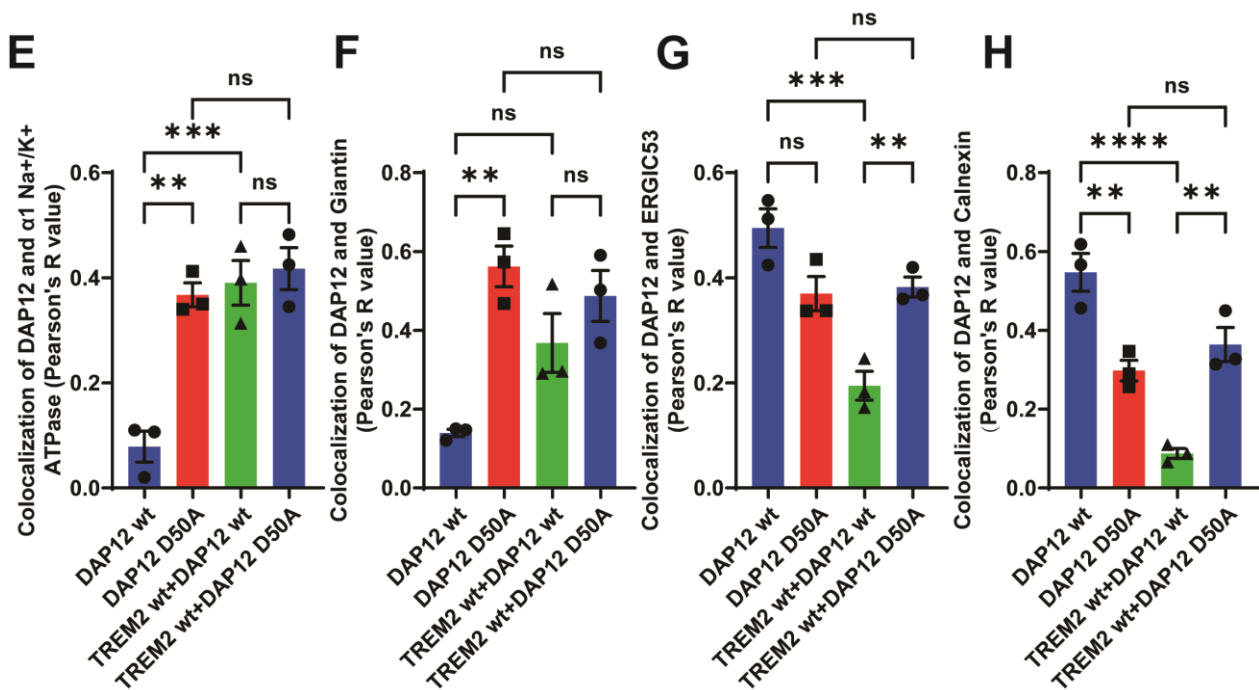 E
Colocalization of DAP12 and α1 Na+/K+
ATPase (Pearson's R value)
0.6
0.4
0.2
0.0
ns
***
**
ns
DAP12 wt
DAP12 D50A
TREM2 wt+DAP12 wt
TREM2 wt+DAP12 D50A
F
Colocalization of DAP12 and Giantin
(Pearson's R value)
0.8
0.6
0.4
0.2
0.0
ns
ns
**
ns
DAP12 wt
DAP12 D50A
TREM2 wt+DAP12 wt
TREM2 wt+DAP12 D50A
G
Colocalization of DAP12 and ERGIC53
(Pearson's R value)
0.6
0.4
0.2
0.0
ns
***
ns
**
DAP12 wt
DAP12 D50A
TREM2 wt+DAP12 wt
TREM2 wt+DAP12 D50A
H
Colocalization of DAP12 and Calnexin
(Pearson's R value)
0.8
0.6
0.4
0.2
0.0
ns
****
**
**
DAP12 wt
DAP12 D50A
TREM2 wt+DAP12 wt
TREM2 wt+DAP12 D50A